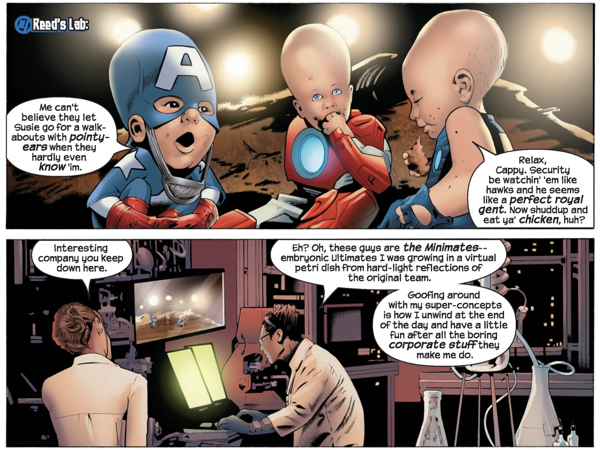 Reed's Lab:
Me can't
believe they let
Susie go for a walk-
abouts with pointy-
ears when they
hardly even
know 'im.
Relax,
Cappy. Security
be watchin' 'em like
hawks and he seems
like a perfect royal
gent. Now shuddup and
eat ya' chicken, huh?
Interesting
company you keep
down here.
Eh? Oh, these guys are the Minimates--
embryonic Ultimates I was growing in a virtual
petri dish from hard-light reflections of
the original team.
Goofing around
with my super-concepts
is how I unwind at the end
of the day and have a little
fun after all the boring
corporate stuff they
make me do.